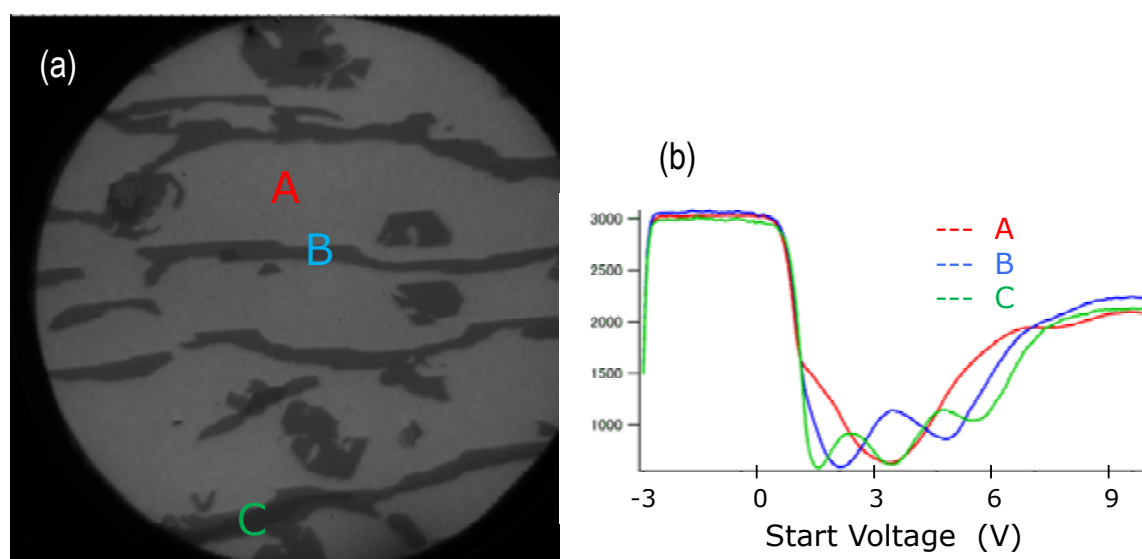 (a)
A
B
C
(b)
3000
2500
2000
1500
1000
--- A
--- B
--- C
-3 0 3 6 9
Start Voltage (V)